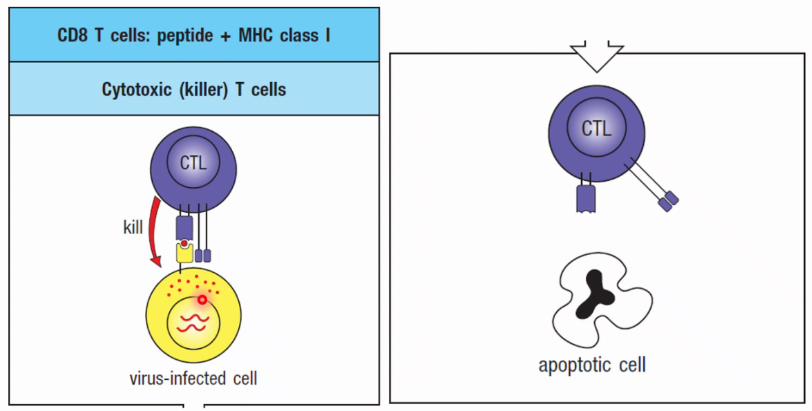 CD8 T cells: peptide + MHC class I
Cytotoxic (killer) T cells
CTL
kill
virus-infected cell
CTL
apoptotic cell